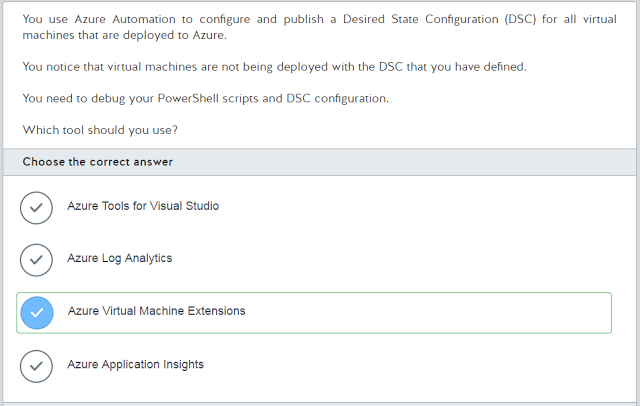 You use Azure Automation to configure and publish a Desired State Configuration (DSC) for all virtual
machines that are deployed to Azure.
You notice that virtual machines are not being deployed with the DSC that you have defined.
You need to debug your PowerShell scripts and DSC configuration.
Which tool should you use?
Choose the correct answer
Azure Tools for Visual Studio
Azure Log Analytics
Azure Virtual Machine Extensions
Azure Application Insights